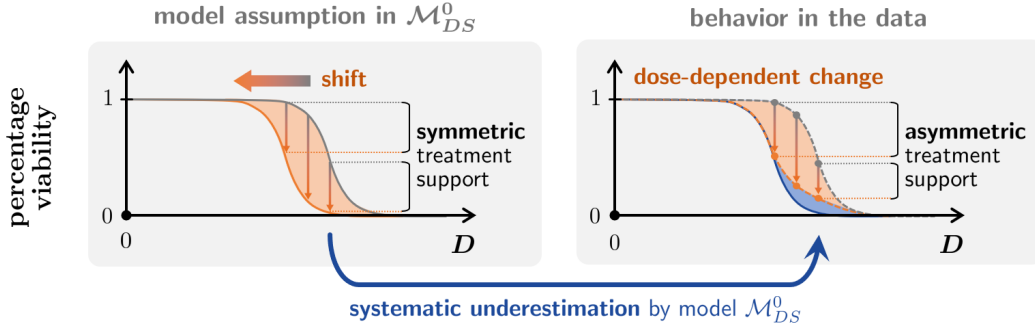 model assumption in $\mathcal{M}_{DS}^{0}$
behavior in the data
percentage
viability
shift
1
symmetric
treatment
support
0
0
D
dose-dependent change
1
asymmetric
treatment
support
0
0
D
systematic underestimation by model $\mathcal{M}_{DS}^{0}$